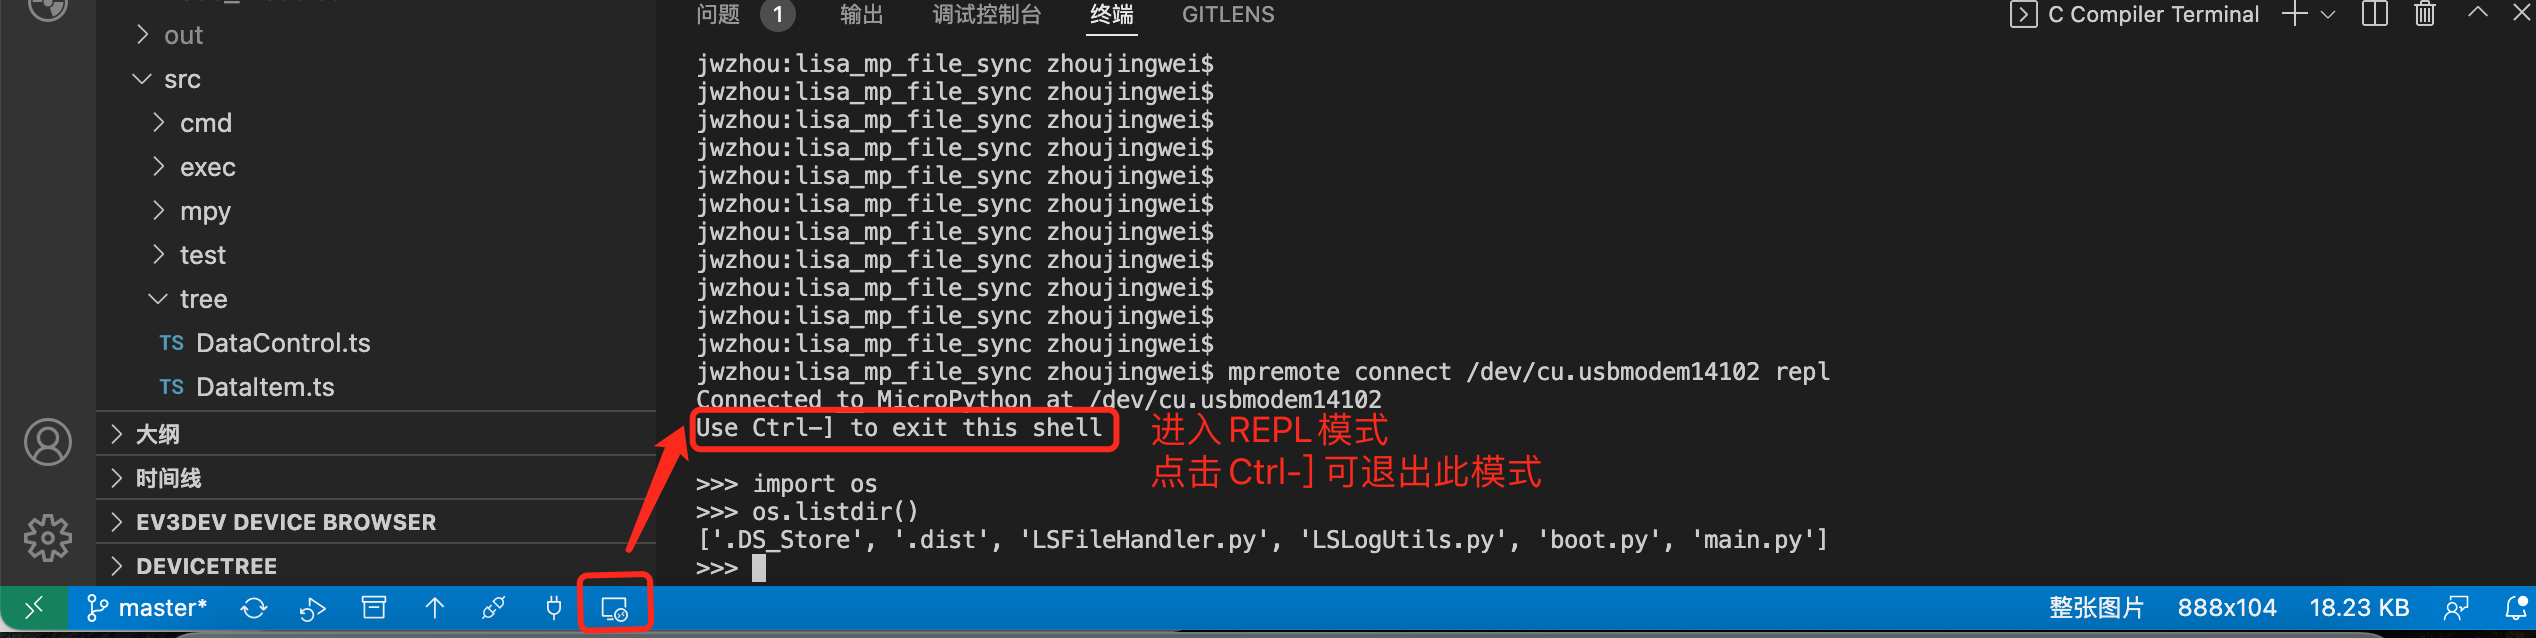 问题 1 输出 调试控制台 终端 GITLENS C Compiler Terminal
out
src
cmd
exec
mpy
test
tree
TS DataControl.ts
TS DataItem.ts
大纲
时间线
EV3DEV DEVICE BROWSER
DEVICETREE
jwzhou:lisa_mp_file_sync zhoujingwei$
jwzhou:lisa_mp_file_sync zhoujingwei$
jwzhou:lisa_mp_file_sync zhoujingwei$
jwzhou:lisa_mp_file_sync zhoujingwei$
jwzhou:lisa_mp_file_sync zhoujingwei$
jwzhou:lisa_mp_file_sync zhoujingwei$
jwzhou:lisa_mp_file_sync zhoujingwei$
jwzhou:lisa_mp_file_sync zhoujingwei$
jwzhou:lisa_mp_file_sync zhoujingwei$
jwzhou:lisa_mp_file_sync zhoujingwei$
jwzhou:lisa_mp_file_sync zhoujingwei$
jwzhou:lisa_mp_file_sync zhoujingwei$ mpremote connect /dev/cu.usbmodem14102 repl
Connected to MicroPython at /dev/cu.usbmodem14102
Use Ctrl-] to exit this shell
进入 REPL 模式
点击 Ctrl-] 可退出此模式
>>> import os
>>> os.listdir()
['.DS_Store', '.dist', 'LSFileHandler.py', 'LSLogUtils.py', 'boot.py', 'main.py']
>>>
master* 整张图片 888x104 18.23 KB